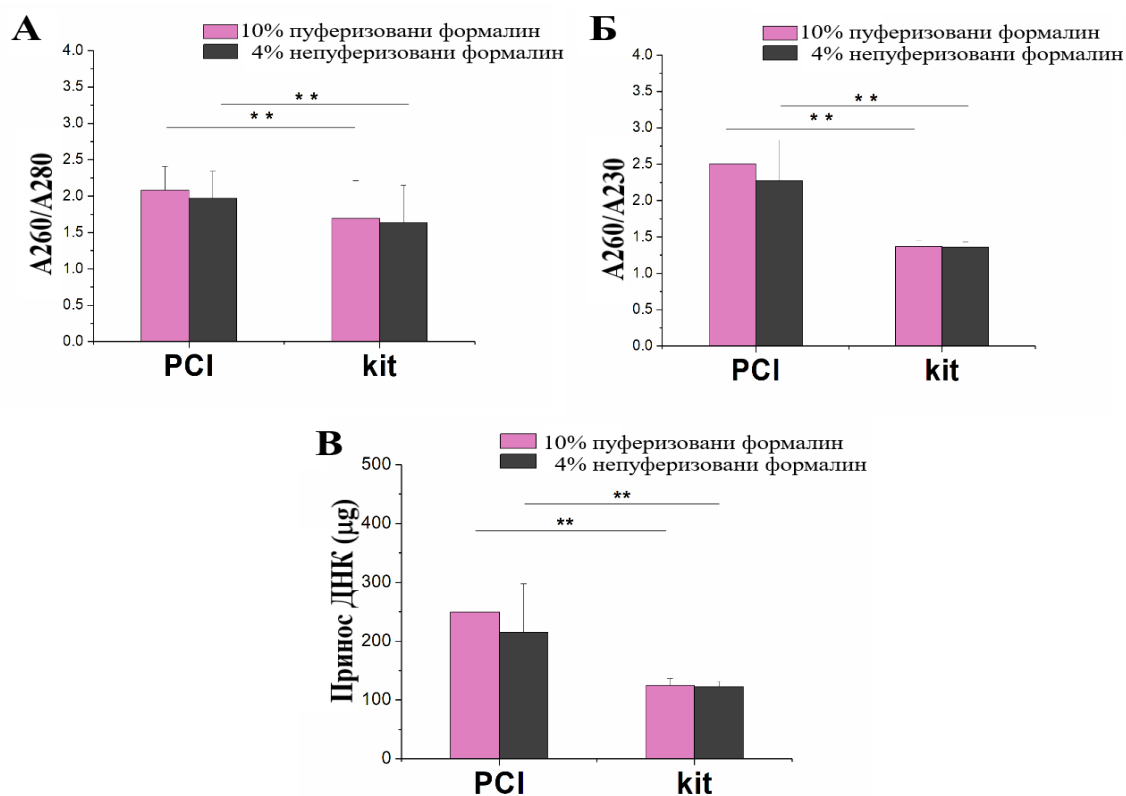 А
10% пуферизовани формалин
4% непуферизовани формалин
4.0
3.5
3.0
2.5
2.0
1.5
1.0
0.5
0.0
A260/A280
* *
* *
PCI
kit
Б
10% пуферизовани формалин
4% непуферизовани формалин
4.0
3.5
3.0
2.5
2.0
1.5
1.0
0.5
0.0
A260/A230
* *
* *
PCI
kit
В
10% пуферизовани формалин
4% непуферизовани формалин
500
400
300
200
100
0
Принос ДНК (µg)
**
**
PCI
kit